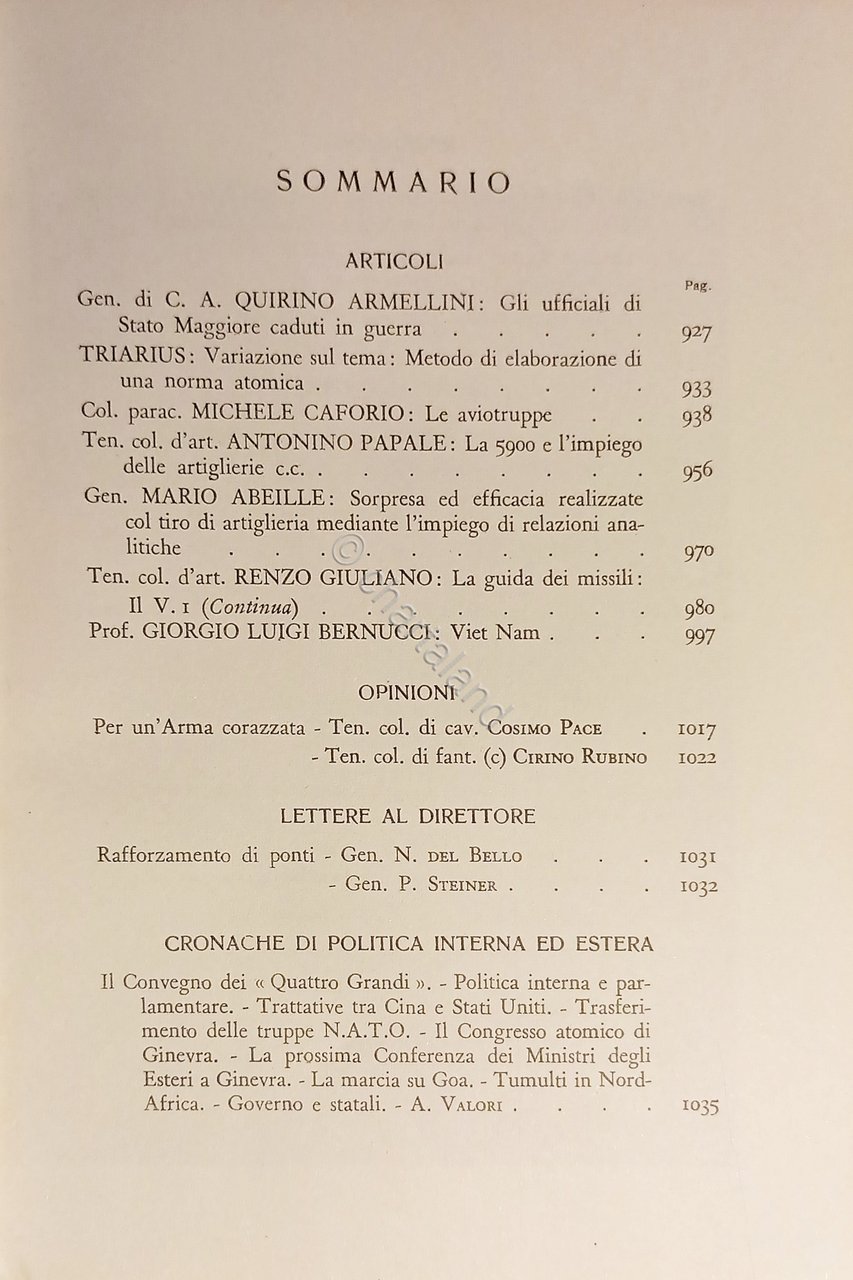 SOMMARIO
ARTICOLI
Pag.
Gen. di C. A. QUIRINO ARMELLINI: Gli ufficiali di
Stato Maggiore caduti in guerra . . . . . 927
TRIARIUS: Variazione sul tema: Metodo di elaborazione di
una norma atomica . . . . . . . . 933
Col. parac. MICHELE CAFORIO: Le aviotruppe . . 938
Ten. col. d'art. ANTONINO PAPALE: La 5900 e l'impiego
delle artiglierie c.c. . . . . . . . . 956
Gen. MARIO ABEILLE: Sorpresa ed efficacia realizzate
col tiro di artiglieria mediante l'impiego di relazioni ana-
litiche . . . . . . . . . . 970
Ten. col. d'art. RENZO GIULIANO: La guida dei missili:
Il V. 1 (Continua) . . . . . . . . 980
Prof. GIORGIO LUIGI BERNUCCI: Viet Nam . . . 997
OPINIONI
Per un'Arma corazzata - Ten. col. di cav. COSIMO PACE . 1017
- Ten. col. di fant. (c) CIRINO RUBINO 1022
LETTERE AL DIRETTORE
Rafforzamento di ponti - Gen. N. DEL BELLO . . . 1031
- Gen. P. STEINER . . . . 1032
CRONACHE DI POLITICA INTERNA ED ESTERA
Il Convegno dei « Quattro Grandi ». - Politica interna e par-
lamentare. - Trattative tra Cina e Stati Uniti. - Trasferi-
mento delle truppe N.A.T.O. - Il Congresso atomico di
Ginevra. - La prossima Conferenza dei Ministri degli
Esteri a Ginevra. - La marcia su Goa. - Tumulti in Nord-
Africa. - Governo e statali. - A. VALORI . . . . 1035